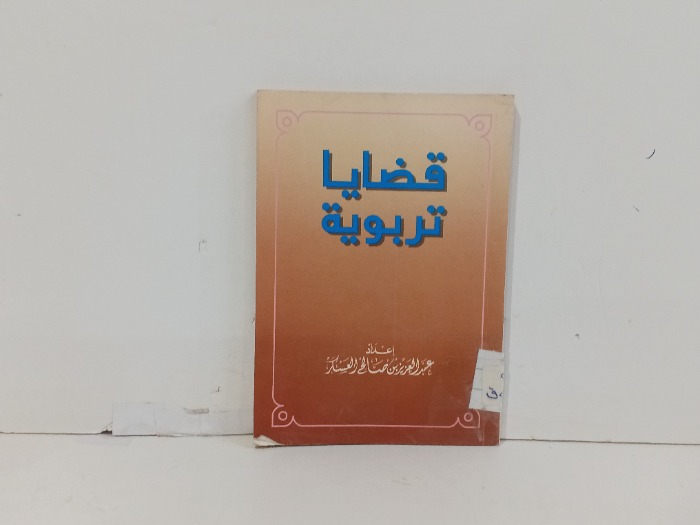 قضايا
تربوية
إعداد
عبد العزيز بن صالح العسكر